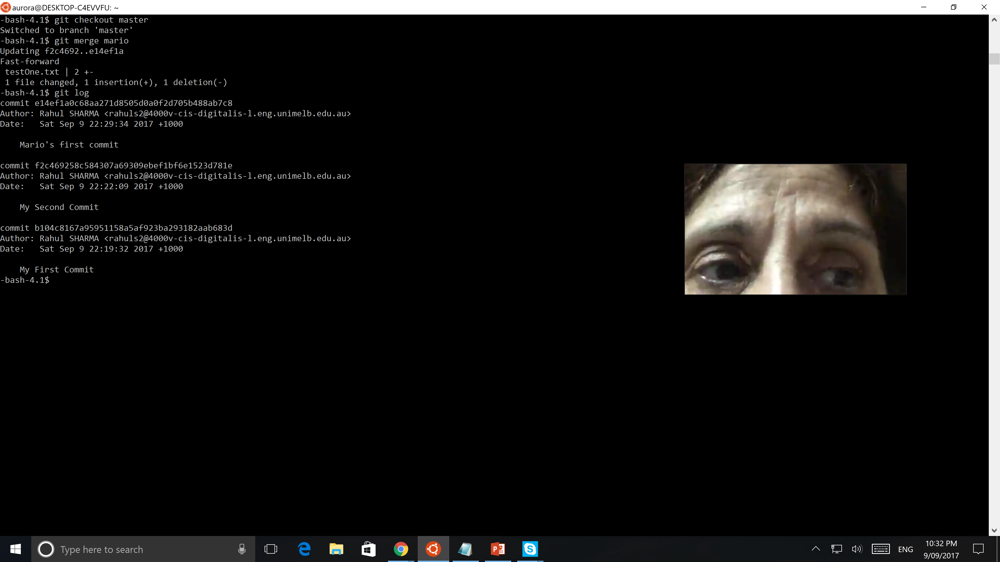 aurora@DESKTOP-C4EVVFU: ~
-bash-4.1$ git checkout master
Switched to branch 'master'
-bash-4.1$ git merge mario
Updating f2c4692..e14ef1a
Fast-forward
 testOne.txt | 2 +-
 1 file changed, 1 insertion(+), 1 deletion(-)
-bash-4.1$ git log
commit e14ef1a0c68aa271d8505d0a0f2d705b488ab7c8
Author: Rahul SHARMA <rahuls2@4000v-cis-digitalis-l.eng.unimelb.edu.au>
Date:   Sat Sep 9 22:29:34 2017 +1000
    Mario's first commit
commit f2c469258c584307a69309ebef1bf6e1523d781e
Author: Rahul SHARMA <rahuls2@4000v-cis-digitalis-l.eng.unimelb.edu.au>
Date:   Sat Sep 9 22:22:09 2017 +1000
    My Second Commit
commit b104c8167a95951158a5af923ba293182aab683d
Author: Rahul SHARMA <rahuls2@4000v-cis-digitalis-l.eng.unimelb.edu.au>
Date:   Sat Sep 9 22:19:32 2017 +1000
    My First Commit
-bash-4.1$
Type here to search
ENG
10:32 PM
9/09/2017